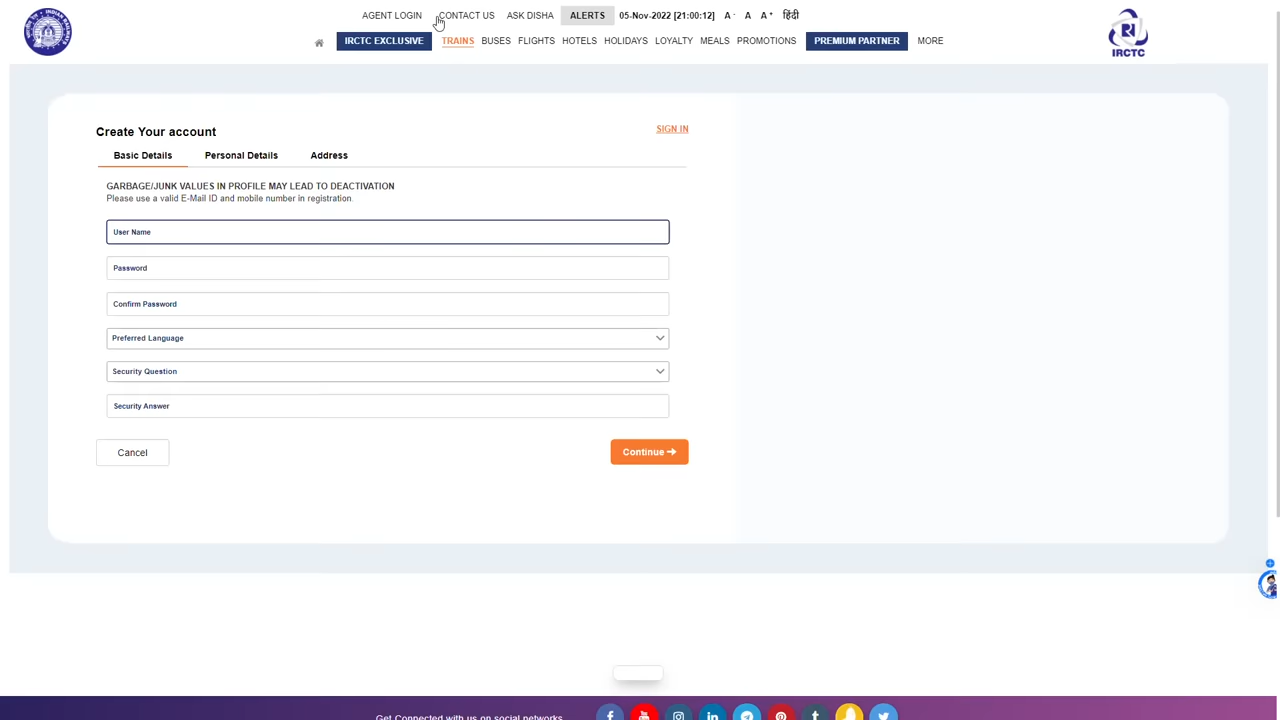 AGENT LOGIN CONTACT US ASK DISHA ALERTS 05-Nov-2022 [21:00:12] A- A A+ हिंदी
IRCTC EXCLUSIVE TRAINS BUSES FLIGHTS HOTELS HOLIDAYS LOYALTY MEALS PROMOTIONS PREMIUM PARTNER MORE
IRCTC
Create Your account
SIGN IN
Basic Details Personal Details Address
GARBAGE/JUNK VALUES IN PROFILE MAY LEAD TO DEACTIVATION
Please use a valid E-Mail ID and mobile number in registration.
User Name
Password
Confirm Password
Preferred Language
Security Question
Security Answer
Cancel Continue
Get Connected with us on social networks